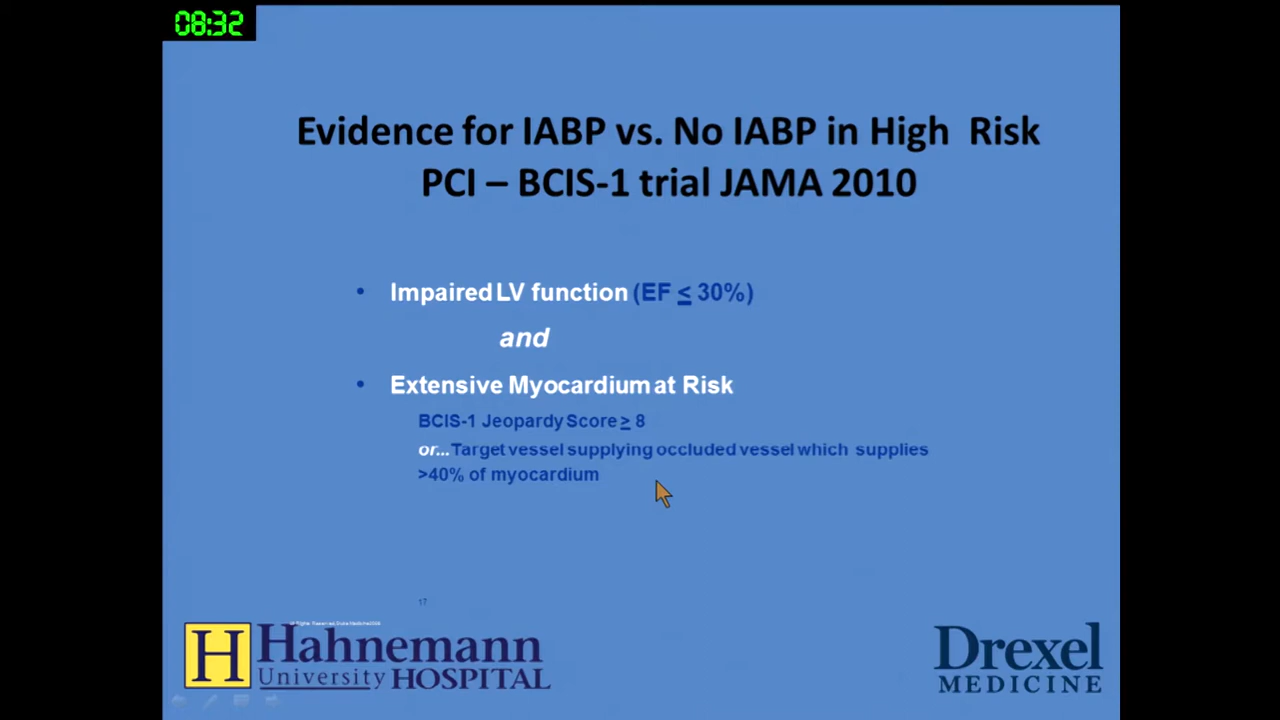 08:32
Evidence for IABP vs. No IABP in High Risk
PCI – BCIS-1 trial JAMA 2010
• Impaired LV function (EF ≤ 30%)
and
• Extensive Myocardium at Risk
BCIS-1 Jeopardy Score ≥ 8
or... Target vessel supplying occluded vessel which supplies
>40% of myocardium
17
H Hahnemann
University HOSPITAL
Drexel
MEDICINE